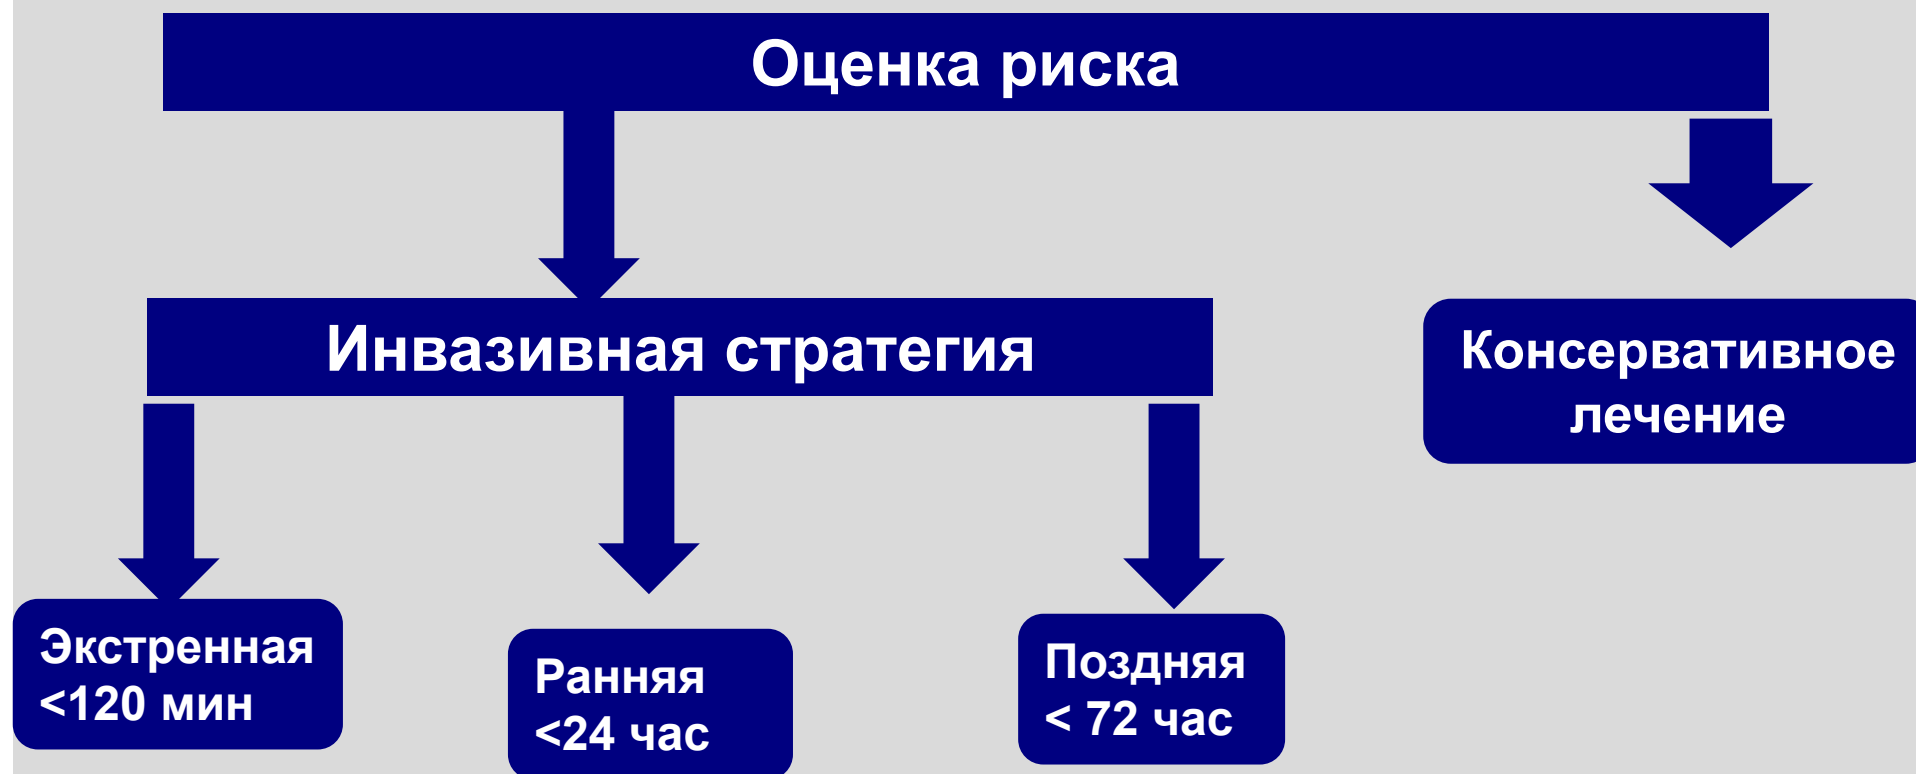 Оценка риска
Инвазивная стратегия
Консервативное
лечение
Экстренная
<120 мин
Ранняя
<24 час
Поздняя
< 72 час